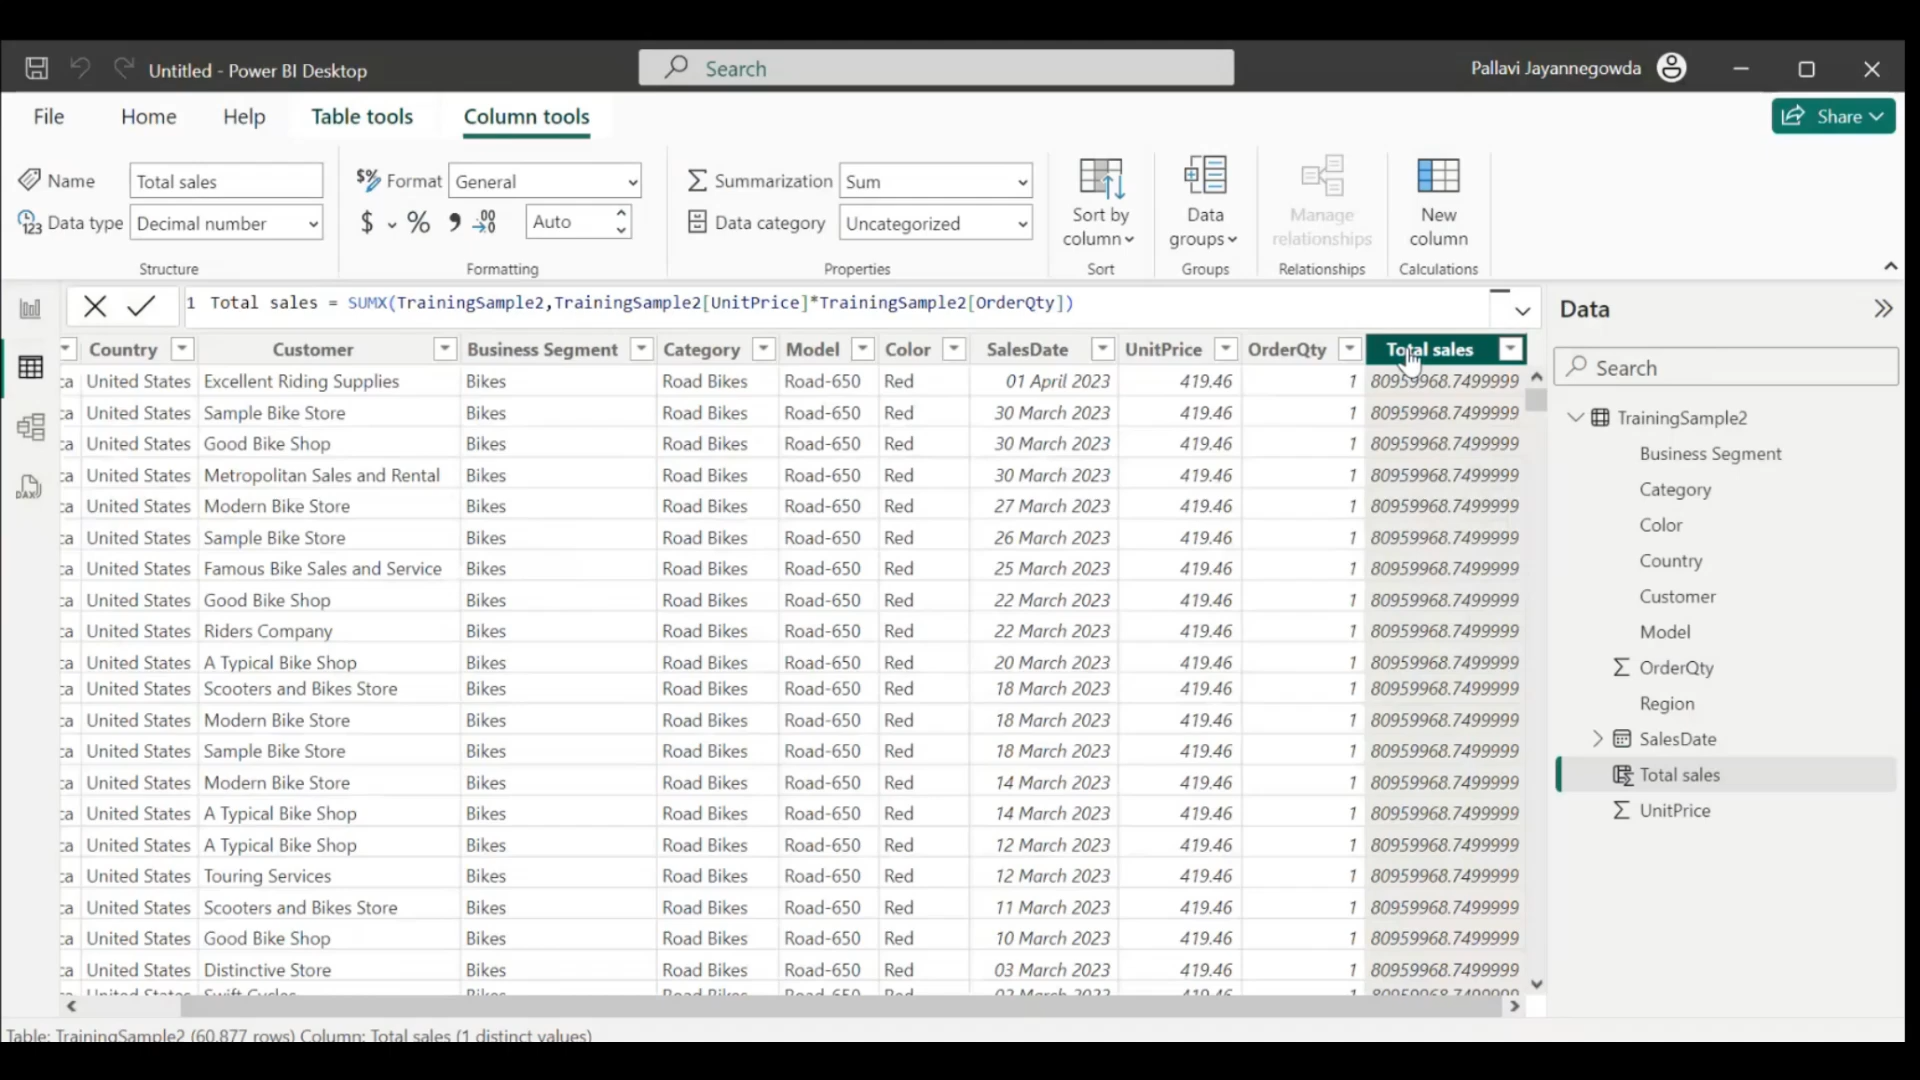 Untitled - Power BI Desktop
Search
Pallavi Jayannegowda
File Home Help Table tools Column tools
Share
Name Total sales
Format General
Summarization Sum
Data type Decimal number
$ % , .00 Auto
Data category Uncategorized
Sort by column
Data groups
Manage relationships
New column
Structure Formatting Properties Sort Groups Relationships Calculations
1 Total sales = SUMX(TrainingSample2,TrainingSample2[UnitPrice]*TrainingSample2[OrderQty])
Country Customer Business Segment Category Model Color SalesDate UnitPrice OrderQty Total sales
ca United States Excellent Riding Supplies Bikes Road Bikes Road-650 Red 01 April 2023 419.46 1 80959968.7499999
ca United States Sample Bike Store Bikes Road Bikes Road-650 Red 30 March 2023 419.46 1 80959968.7499999
ca United States Good Bike Shop Bikes Road Bikes Road-650 Red 30 March 2023 419.46 1 80959968.7499999
ca United States Metropolitan Sales and Rental Bikes Road Bikes Road-650 Red 30 March 2023 419.46 1 80959968.7499999
ca United States Modern Bike Store Bikes Road Bikes Road-650 Red 27 March 2023 419.46 1 80959968.7499999
ca United States Sample Bike Store Bikes Road Bikes Road-650 Red 26 March 2023 419.46 1 80959968.7499999
ca United States Famous Bike Sales and Service Bikes Road Bikes Road-650 Red 25 March 2023 419.46 1 80959968.7499999
ca United States Good Bike Shop Bikes Road Bikes Road-650 Red 22 March 2023 419.46 1 80959968.7499999
ca United States Riders Company Bikes Road Bikes Road-650 Red 22 March 2023 419.46 1 80959968.7499999
ca United States A Typical Bike Shop Bikes Road Bikes Road-650 Red 20 March 2023 419.46 1 80959968.7499999
ca United States Scooters and Bikes Store Bikes Road Bikes Road-650 Red 18 March 2023 419.46 1 80959968.7499999
ca United States Modern Bike Store Bikes Road Bikes Road-650 Red 18 March 2023 419.46 1 80959968.7499999
ca United States Sample Bike Store Bikes Road Bikes Road-650 Red 18 March 2023 419.46 1 80959968.7499999
ca United States Modern Bike Store Bikes Road Bikes Road-650 Red 14 March 2023 419.46 1 80959968.7499999
ca United States A Typical Bike Shop Bikes Road Bikes Road-650 Red 14 March 2023 419.46 1 80959968.7499999
ca United States A Typical Bike Shop Bikes Road Bikes Road-650 Red 12 March 2023 419.46 1 80959968.7499999
ca United States Touring Services Bikes Road Bikes Road-650 Red 12 March 2023 419.46 1 80959968.7499999
ca United States Scooters and Bikes Store Bikes Road Bikes Road-650 Red 11 March 2023 419.46 1 80959968.7499999
ca United States Good Bike Shop Bikes Road Bikes Road-650 Red 10 March 2023 419.46 1 80959968.7499999
ca United States Distinctive Store Bikes Road Bikes Road-650 Red 03 March 2023 419.46 1 80959968.7499999
Table: TrainingSample2 (60,877 rows) Column: Total sales (1 distinct values)
Data
Search
TrainingSample2
Business Segment
Category
Color
Country
Customer
Model
OrderQty
Region
SalesDate
Total sales
UnitPrice